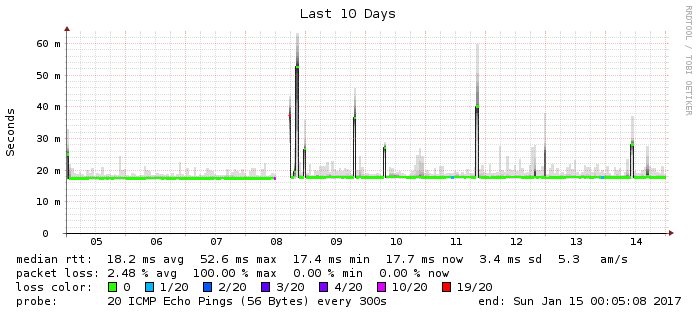 Last 10 Days
RRDTOOL / TOBI OETIKER
Seconds
60 m
50 m
40 m
30 m
20 m
10 m
0
05 06 07 08 09 10 11 12 13 14
median rtt: 18.2 ms avg 52.6 ms max 17.4 ms min 17.7 ms now 3.4 ms sd 5.3 am/s
packet loss: 2.48 % avg 100.00 % max 0.00 % min 0.00 % now
loss color: 0 1/20 2/20 3/20 4/20 10/20 19/20
probe: 20 ICMP Echo Pings (56 Bytes) every 300s end: Sun Jan 15 00:05:08 2017